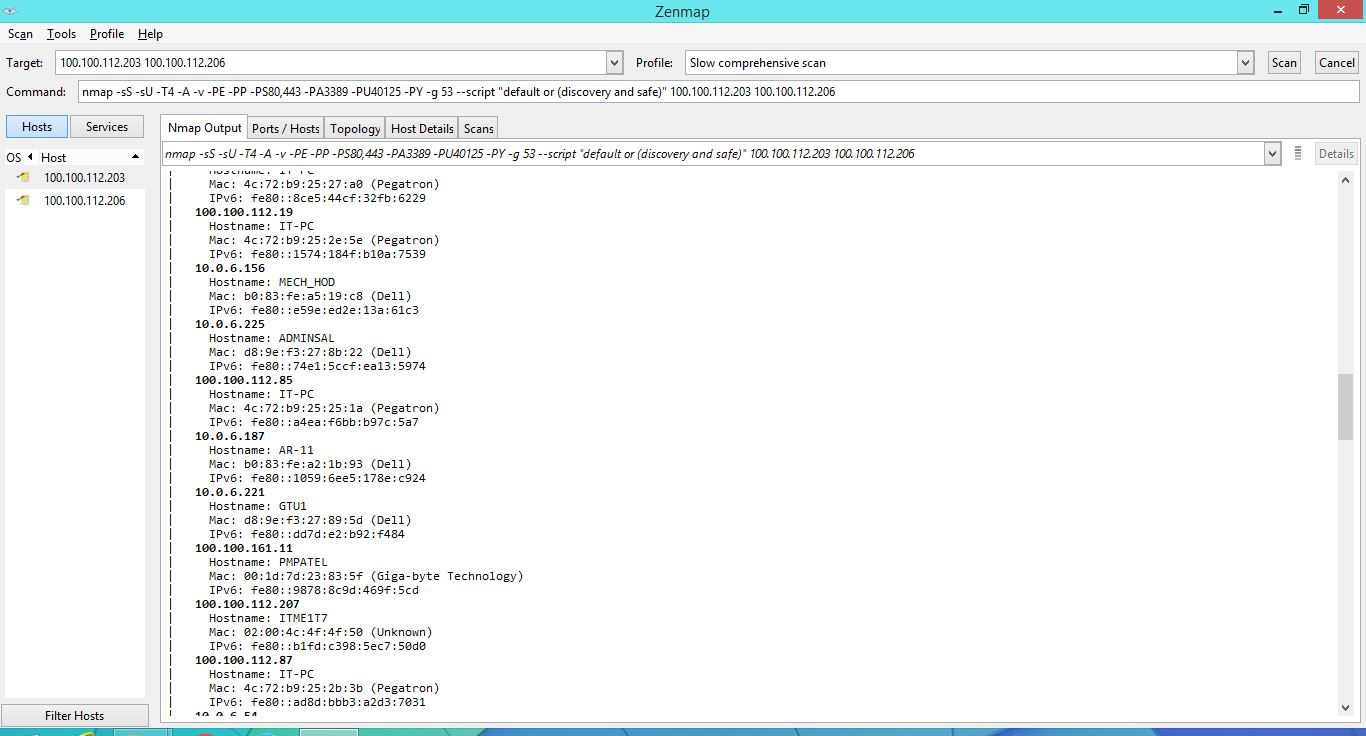 Zenmap
Scan Tools Profile Help
Target: 100.100.112.203 100.100.112.206 Profile: Slow comprehensive scan Scan Cancel
Command: nmap -sS -sU -T4 -A -v -PE -PP -PS80,443 -PA3389 -PU40125 -PY -g 53 --script "default or (discovery and safe)" 100.100.112.203 100.100.112.206
Hosts Services
OS Host
100.100.112.203
100.100.112.206
Filter Hosts
Nmap Output Ports / Hosts Topology Host Details Scans
nmap -sS -sU -T4 -A -v -PE -PP -PS80,443 -PA3389 -PU40125 -PY -g 53 --script "default or (discovery and safe)" 100.100.112.203 100.100.112.206 Details
| Hostname: IT-PC
| Mac: 4c:72:b9:25:27:a0 (Pegatron)
| IPv6: fe80::8ce5:44cf:32fb:6229
| 100.100.112.19
| Hostname: IT-PC
| Mac: 4c:72:b9:25:2e:5e (Pegatron)
| IPv6: fe80::1574:184f:b10a:7539
| 10.0.6.156
| Hostname: MECH_HOD
| Mac: b0:83:fe:a5:19:c8 (Dell)
| IPv6: fe80::e59e:ed2e:13a:61c3
| 10.0.6.225
| Hostname: ADMINSAL
| Mac: d8:9e:f3:27:8b:22 (Dell)
| IPv6: fe80::74e1:5ccf:ea13:5974
| 100.100.112.85
| Hostname: IT-PC
| Mac: 4c:72:b9:25:25:1a (Pegatron)
| IPv6: fe80::a4ea:f6bb:b97c:5a7
| 10.0.6.187
| Hostname: AR-11
| Mac: b0:83:fe:a2:1b:93 (Dell)
| IPv6: fe80::1059:6ee5:178e:c924
| 10.0.6.221
| Hostname: GTU1
| Mac: d8:9e:f3:27:89:5d (Dell)
| IPv6: fe80::dd7d:e2:b92:f484
| 100.100.161.11
| Hostname: PMPATEL
| Mac: 00:1d:7d:23:83:5f (Giga-byte Technology)
| IPv6: fe80::9878:8c9d:469f:5cd
| 100.100.112.207
| Hostname: ITME1T7
| Mac: 02:00:4c:4f:4f:50 (Unknown)
| IPv6: fe80::b1fd:c398:5ec7:50d0
| 100.100.112.87
| Hostname: IT-PC
| Mac: 4c:72:b9:25:2b:3b (Pegatron)
| IPv6: fe80::ad8d:bbb3:a2d3:7031
| 10.0.6.54